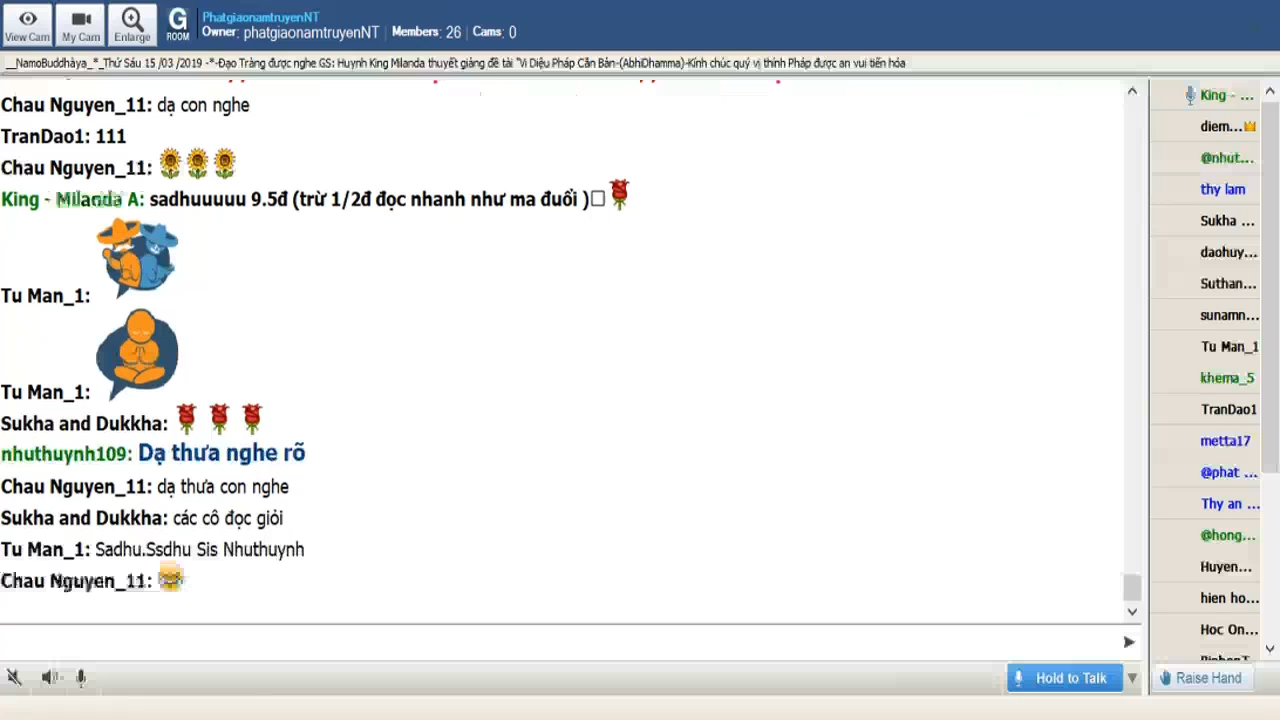 View Cam
My Cam
Enlarge
G
ROOM
PhatgiaonamtruyenNT
Owner: phatgiaonamtruyenNT
Members: 26
Cams: 0
__NamoBuddhàya_*_Thứ Sáu 15 /03 /2019 -*-Đạo Tràng được nghe GS: Huỳnh King Milanda thuyết giảng đề tài "Vi Diệu Pháp Căn Bản-(AbhiDhamma)-Kính chúc quý vị thính Pháp được an vui tiến hóa
Chau Nguyen_11: dạ con nghe
TranDao1: 111
Chau Nguyen_11:
King - Milanda A: sadhuuuuu 9.5đ (trừ 1/2đ đọc nhanh như ma đuổi )
Tu Man_1:
Tu Man_1:
Sukha and Dukkha:
nhuthuynh109: Dạ thưa nghe rõ
Chau Nguyen_11: dạ thưa con nghe
Sukha and Dukkha: các cô đọc giỏi
Tu Man_1: Sadhu.Ssdhu Sis Nhuthuynh
Chau Nguyen_11:
King - ...
diem...
@nhut...
thy lam
Sukha ...
daohuy...
Suthan...
sunamn...
Tu Man_1
khema_5
TranDao1
metta17
@phat ...
Thy an ...
@hong...
Huyen...
hien ho...
Hoc On...
Hold to Talk
Raise Hand